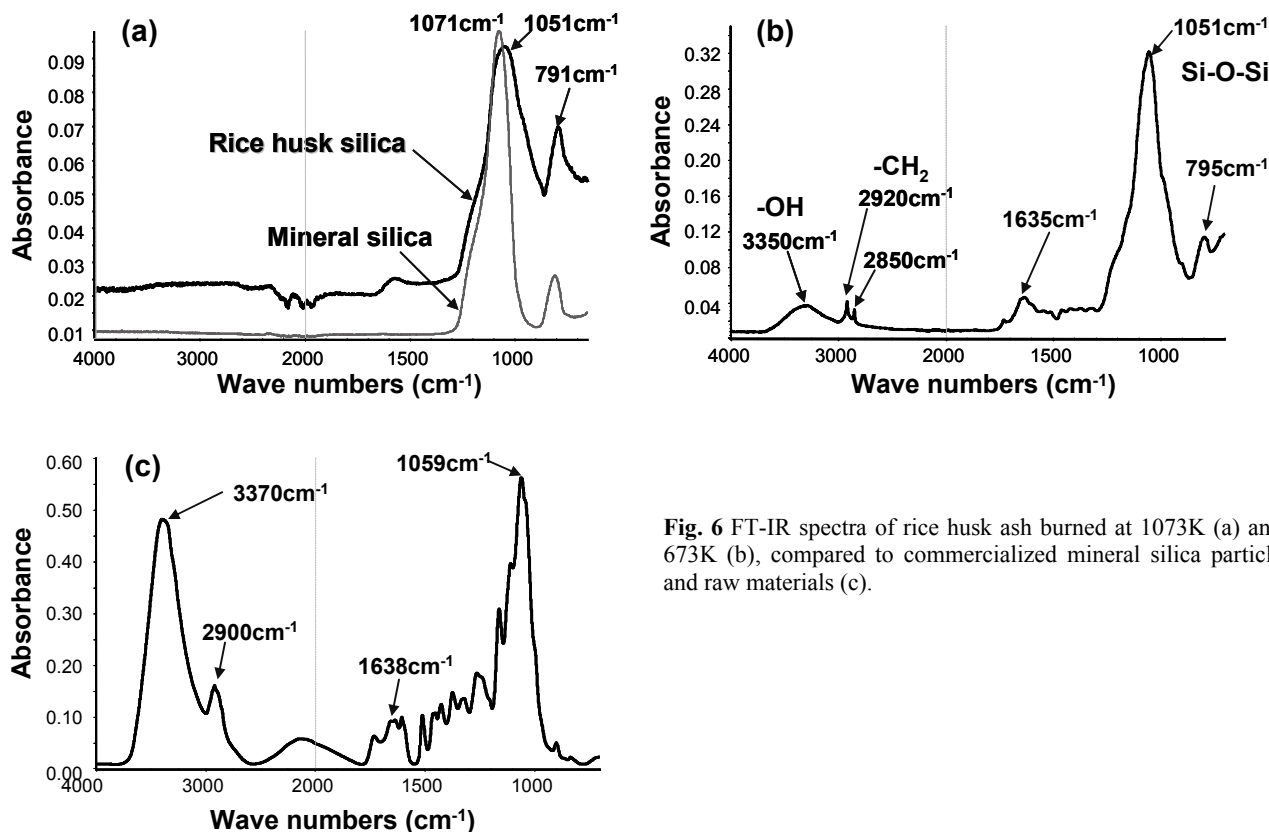 (a)
1071cm-1 1051cm-1
791cm-1
Rice husk silica
Mineral silica
Absorbance
0.09
0.08
0.07
0.06
0.05
0.04
0.03
0.02
0.01
4000 3000 2000 1500 1000
Wave numbers (cm-1)
(b)
1051cm-1
Si-O-Si
795cm-1
-CH2
2920cm-1
-OH
3350cm-1
2850cm-1
1635cm-1
Absorbance
0.32
0.28
0.24
0.20
0.16
0.12
0.08
0.04
4000 3000 2000 1500 1000
Wave numbers (cm-1)
(c)
1059cm-1
3370cm-1
2900cm-1
1638cm-1
Absorbance
0.60
0.50
0.40
0.30
0.20
0.10
0.00
4000 3000 2000 1500 1000
Wave numbers (cm-1)
Fig. 6 FT-IR spectra of rice husk ash burned at 1073K (a) an
673K (b), compared to commercialized mineral silica particl
and raw materials (c).